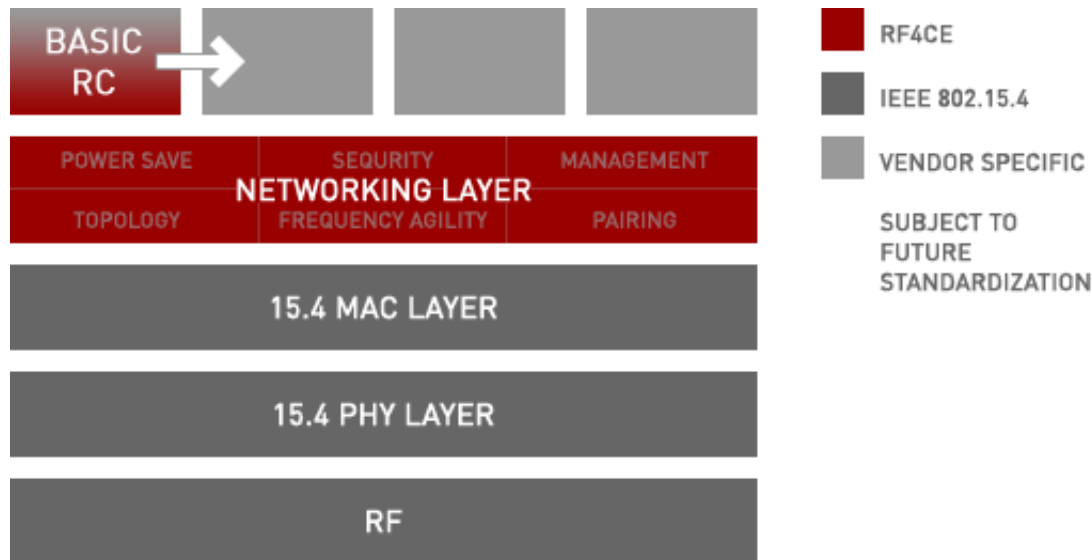 BASIC
RC
POWER SAVE
SEQURITY
MANAGEMENT
NETWORKING LAYER
TOPOLOGY
FREQUENCY AGILITY
PAIRING
15.4 MAC LAYER
15.4 PHY LAYER
RF
RF4CE
IEEE 802.15.4
VENDOR SPECIFIC
SUBJECT TO
FUTURE
STANDARDIZATION